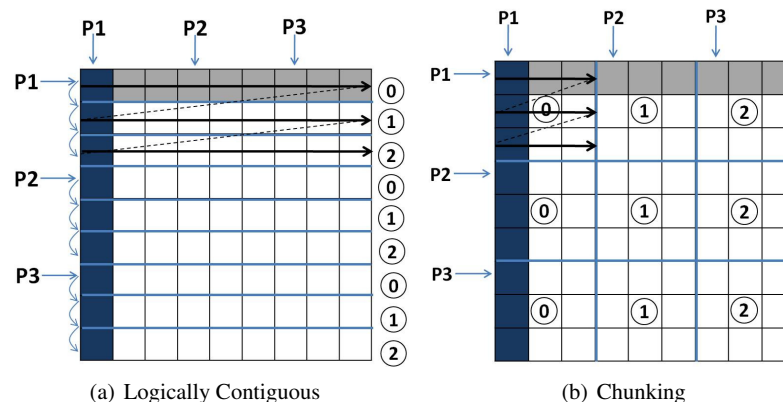 P1 P2 P3
P1
0
1
2
P2
0
1
2
P3
0
1
2
(a) Logically Contiguous
P1 P2 P3
P1
0 1 2
P2
0 1 2
P3
0 1 2
(b) Chunking